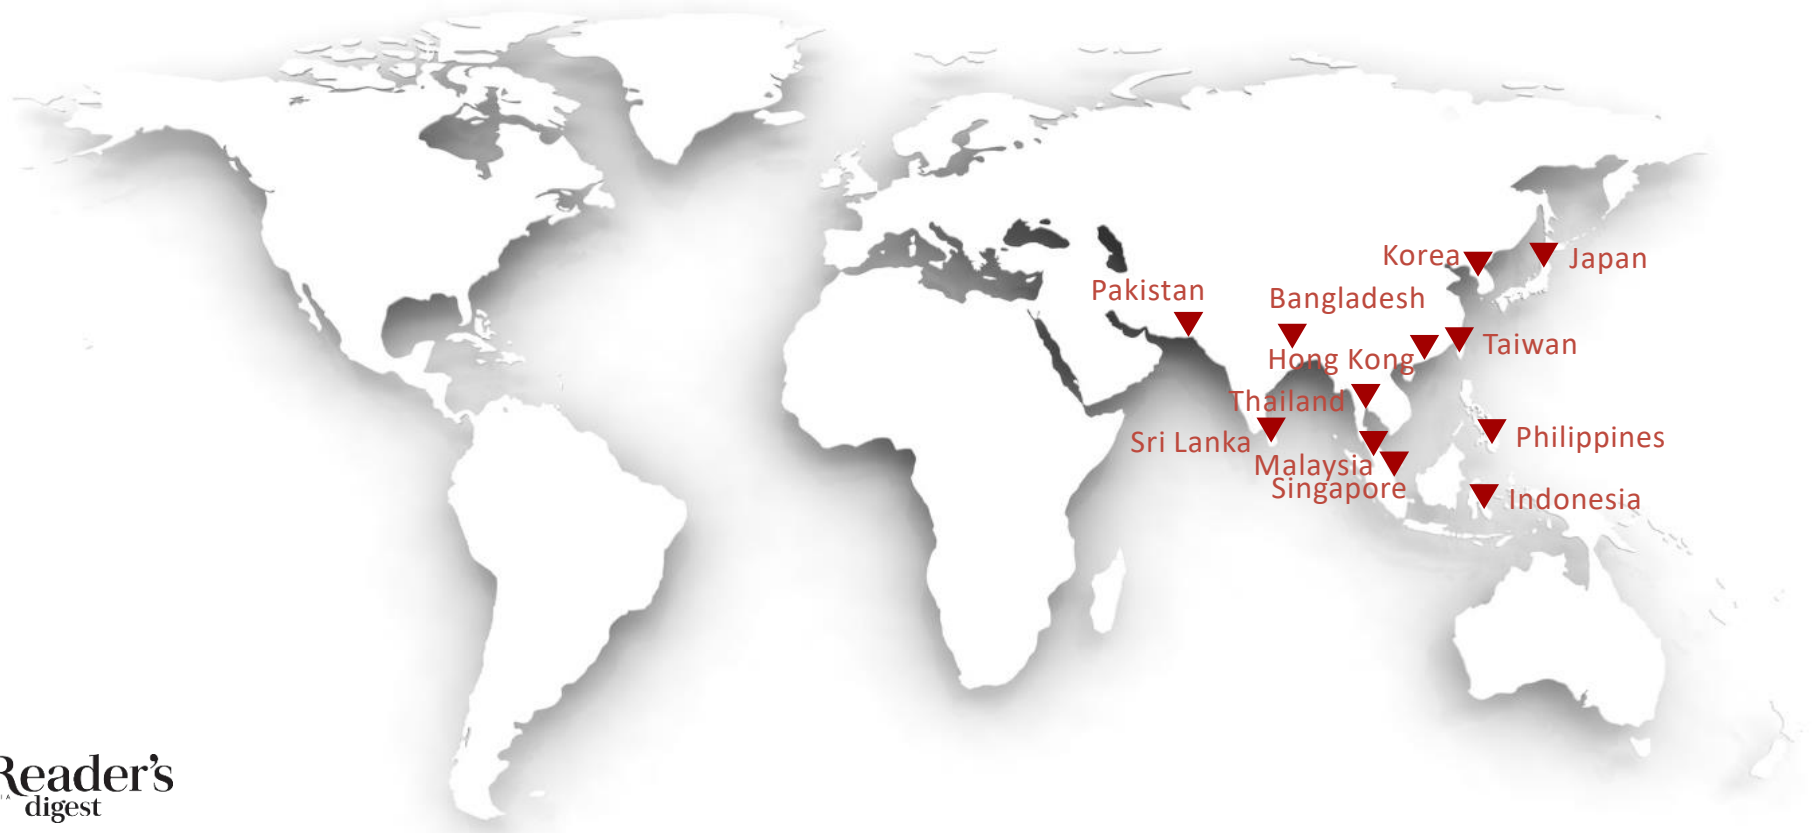 Korea
Japan
Pakistan
Bangladesh
Taiwan
Hong Kong
Thailand
Philippines
Sri Lanka
Malaysia
Singapore
Indonesia
Reader's
digest